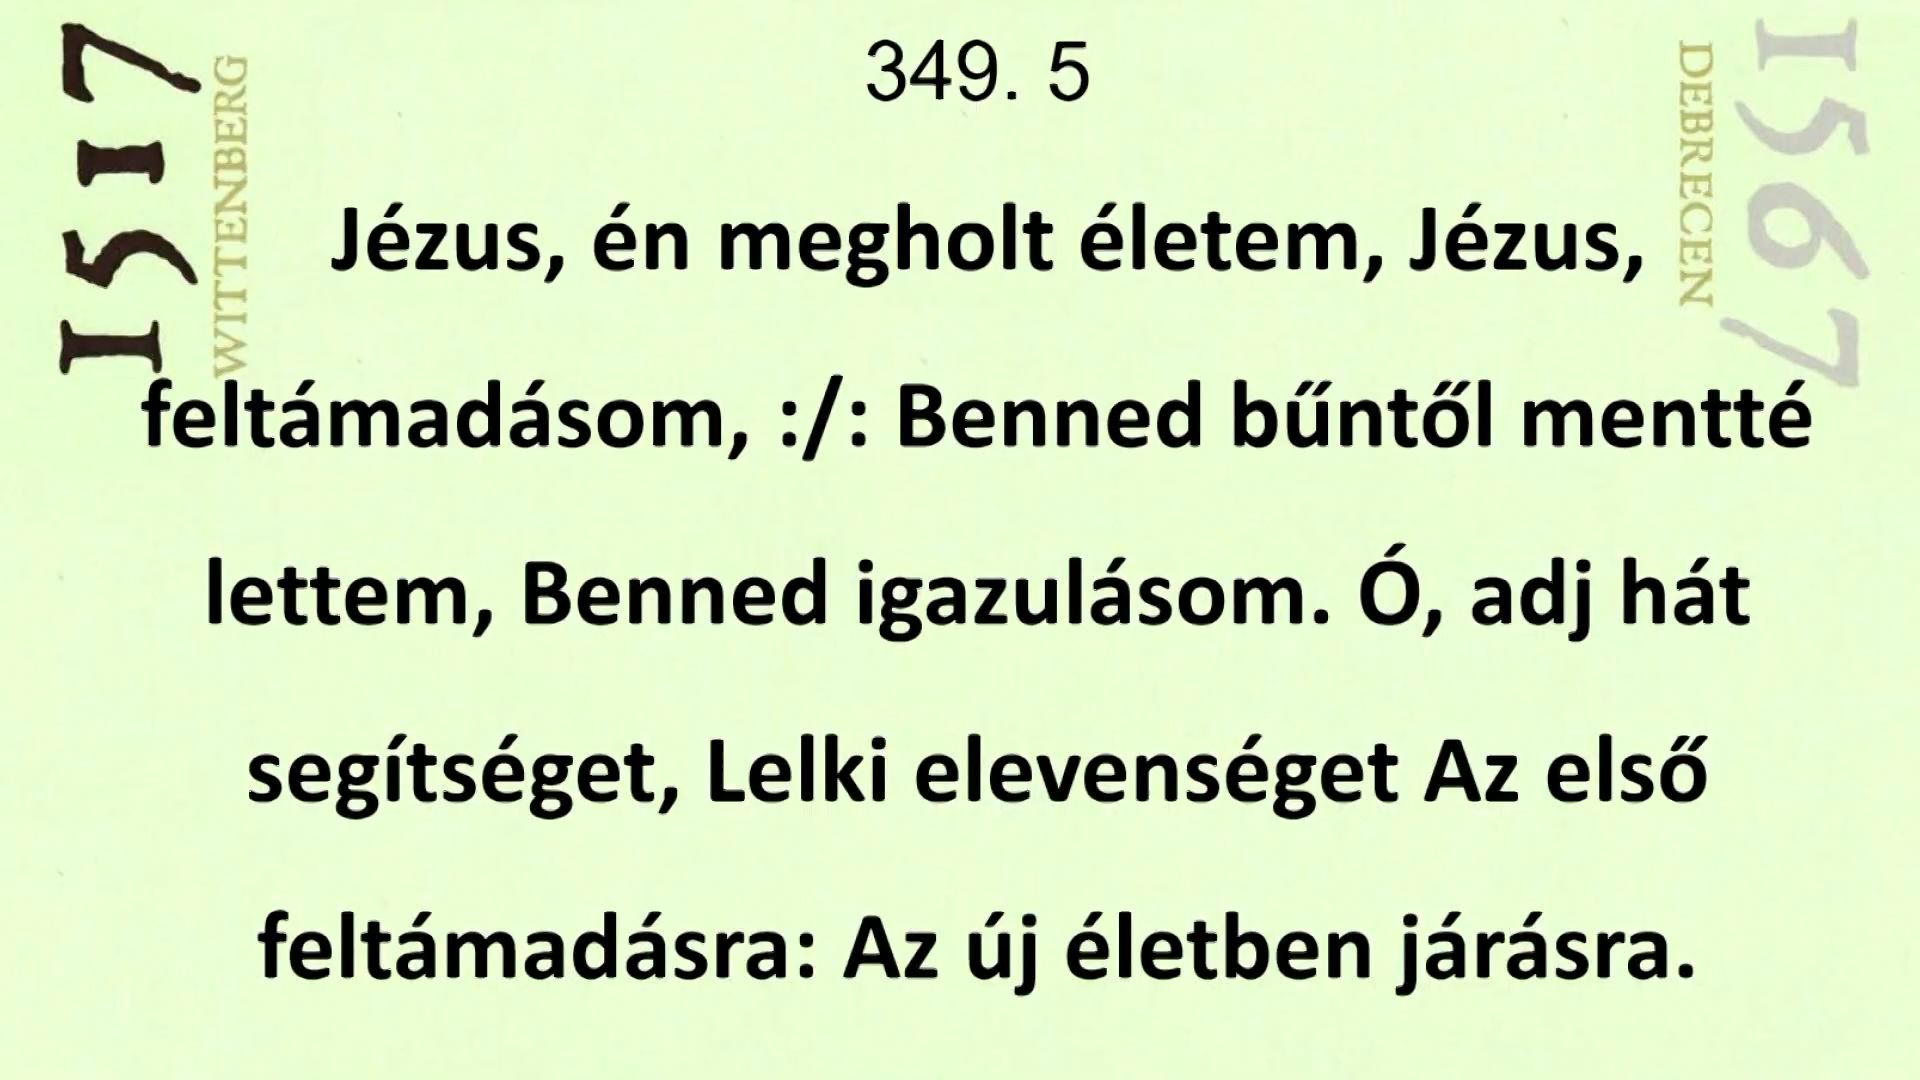 1517
WITTENBERG
349. 5
1567
DEBRECEN
Jézus, én megholt életem, Jézus,
feltámadásom, :/: Benned bűntől mentté
lettem, Benned igazulásom. Ó, adj hát
segítséget, Lelki elevenséget Az első
feltámadásra: Az új életben járásra.